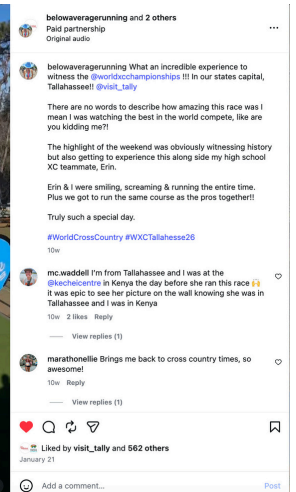 belowaveragerunning and 2 others
Paid partnership
Original audio
belowaveragerunning What an incredible experience to
witness the @worldxcchampionships !!! In our states capital,
Tallahassee!! @visit_tally
There are no words to describe how amazing this race was I
mean I was watching the best in the world compete, like are
you kidding me?!
The highlight of the weekend was obviously witnessing history
but also getting to experience this along side my high school
XC teammate, Erin.
Erin & I were smiling, screaming & running the entire time.
Plus we got to run the same course as the pros together!!
Truly such a special day.
#WorldCrossCountry #WXCTallahesse26
10w
mc.waddell I'm from Tallahassee and I was at the
@kecheicentre in Kenya the day before she ran this race 🙌
it was epic to see her picture on the wall knowing she was in
Tallahassee and I was in Kenya
10w 2 likes Reply
View replies (1)
marathonellie Brings me back to cross country times, so
awesome!
10w Reply
View replies (1)
Liked by visit_tally and 562 others
January 21
Add a comment...
Post